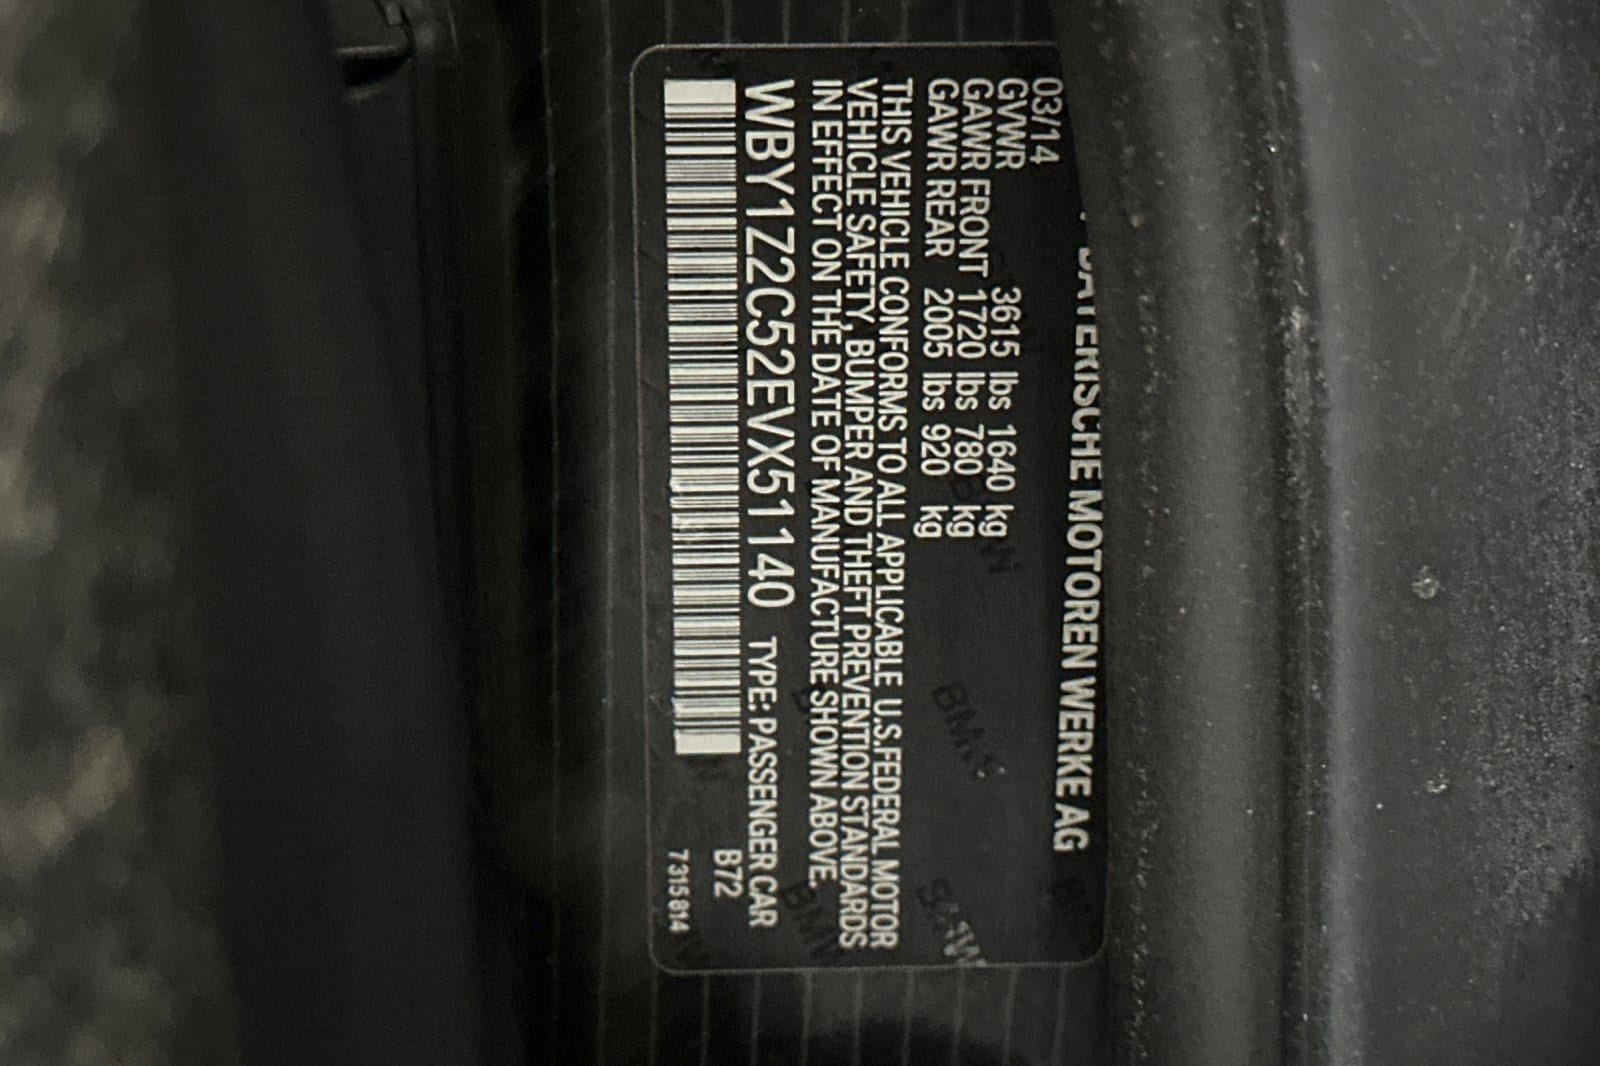 BAYERISCHE MOTOREN WERKE AG
03/14
GVWR 3615 lbs 1640 kg
GAWR FRONT 1720 lbs 780 kg
GAWR REAR 2005 lbs 920 kg
THIS VEHICLE CONFORMS TO ALL APPLICABLE U.S.FEDERAL MOTOR
VEHICLE SAFETY, BUMPER AND THEFT PREVENTION STANDARDS
IN EFFECT ON THE DATE OF MANUFACTURE SHOWN ABOVE.
WBY1Z2C52EVX51140 TYPE: PASSENGER CAR
B72
7315814